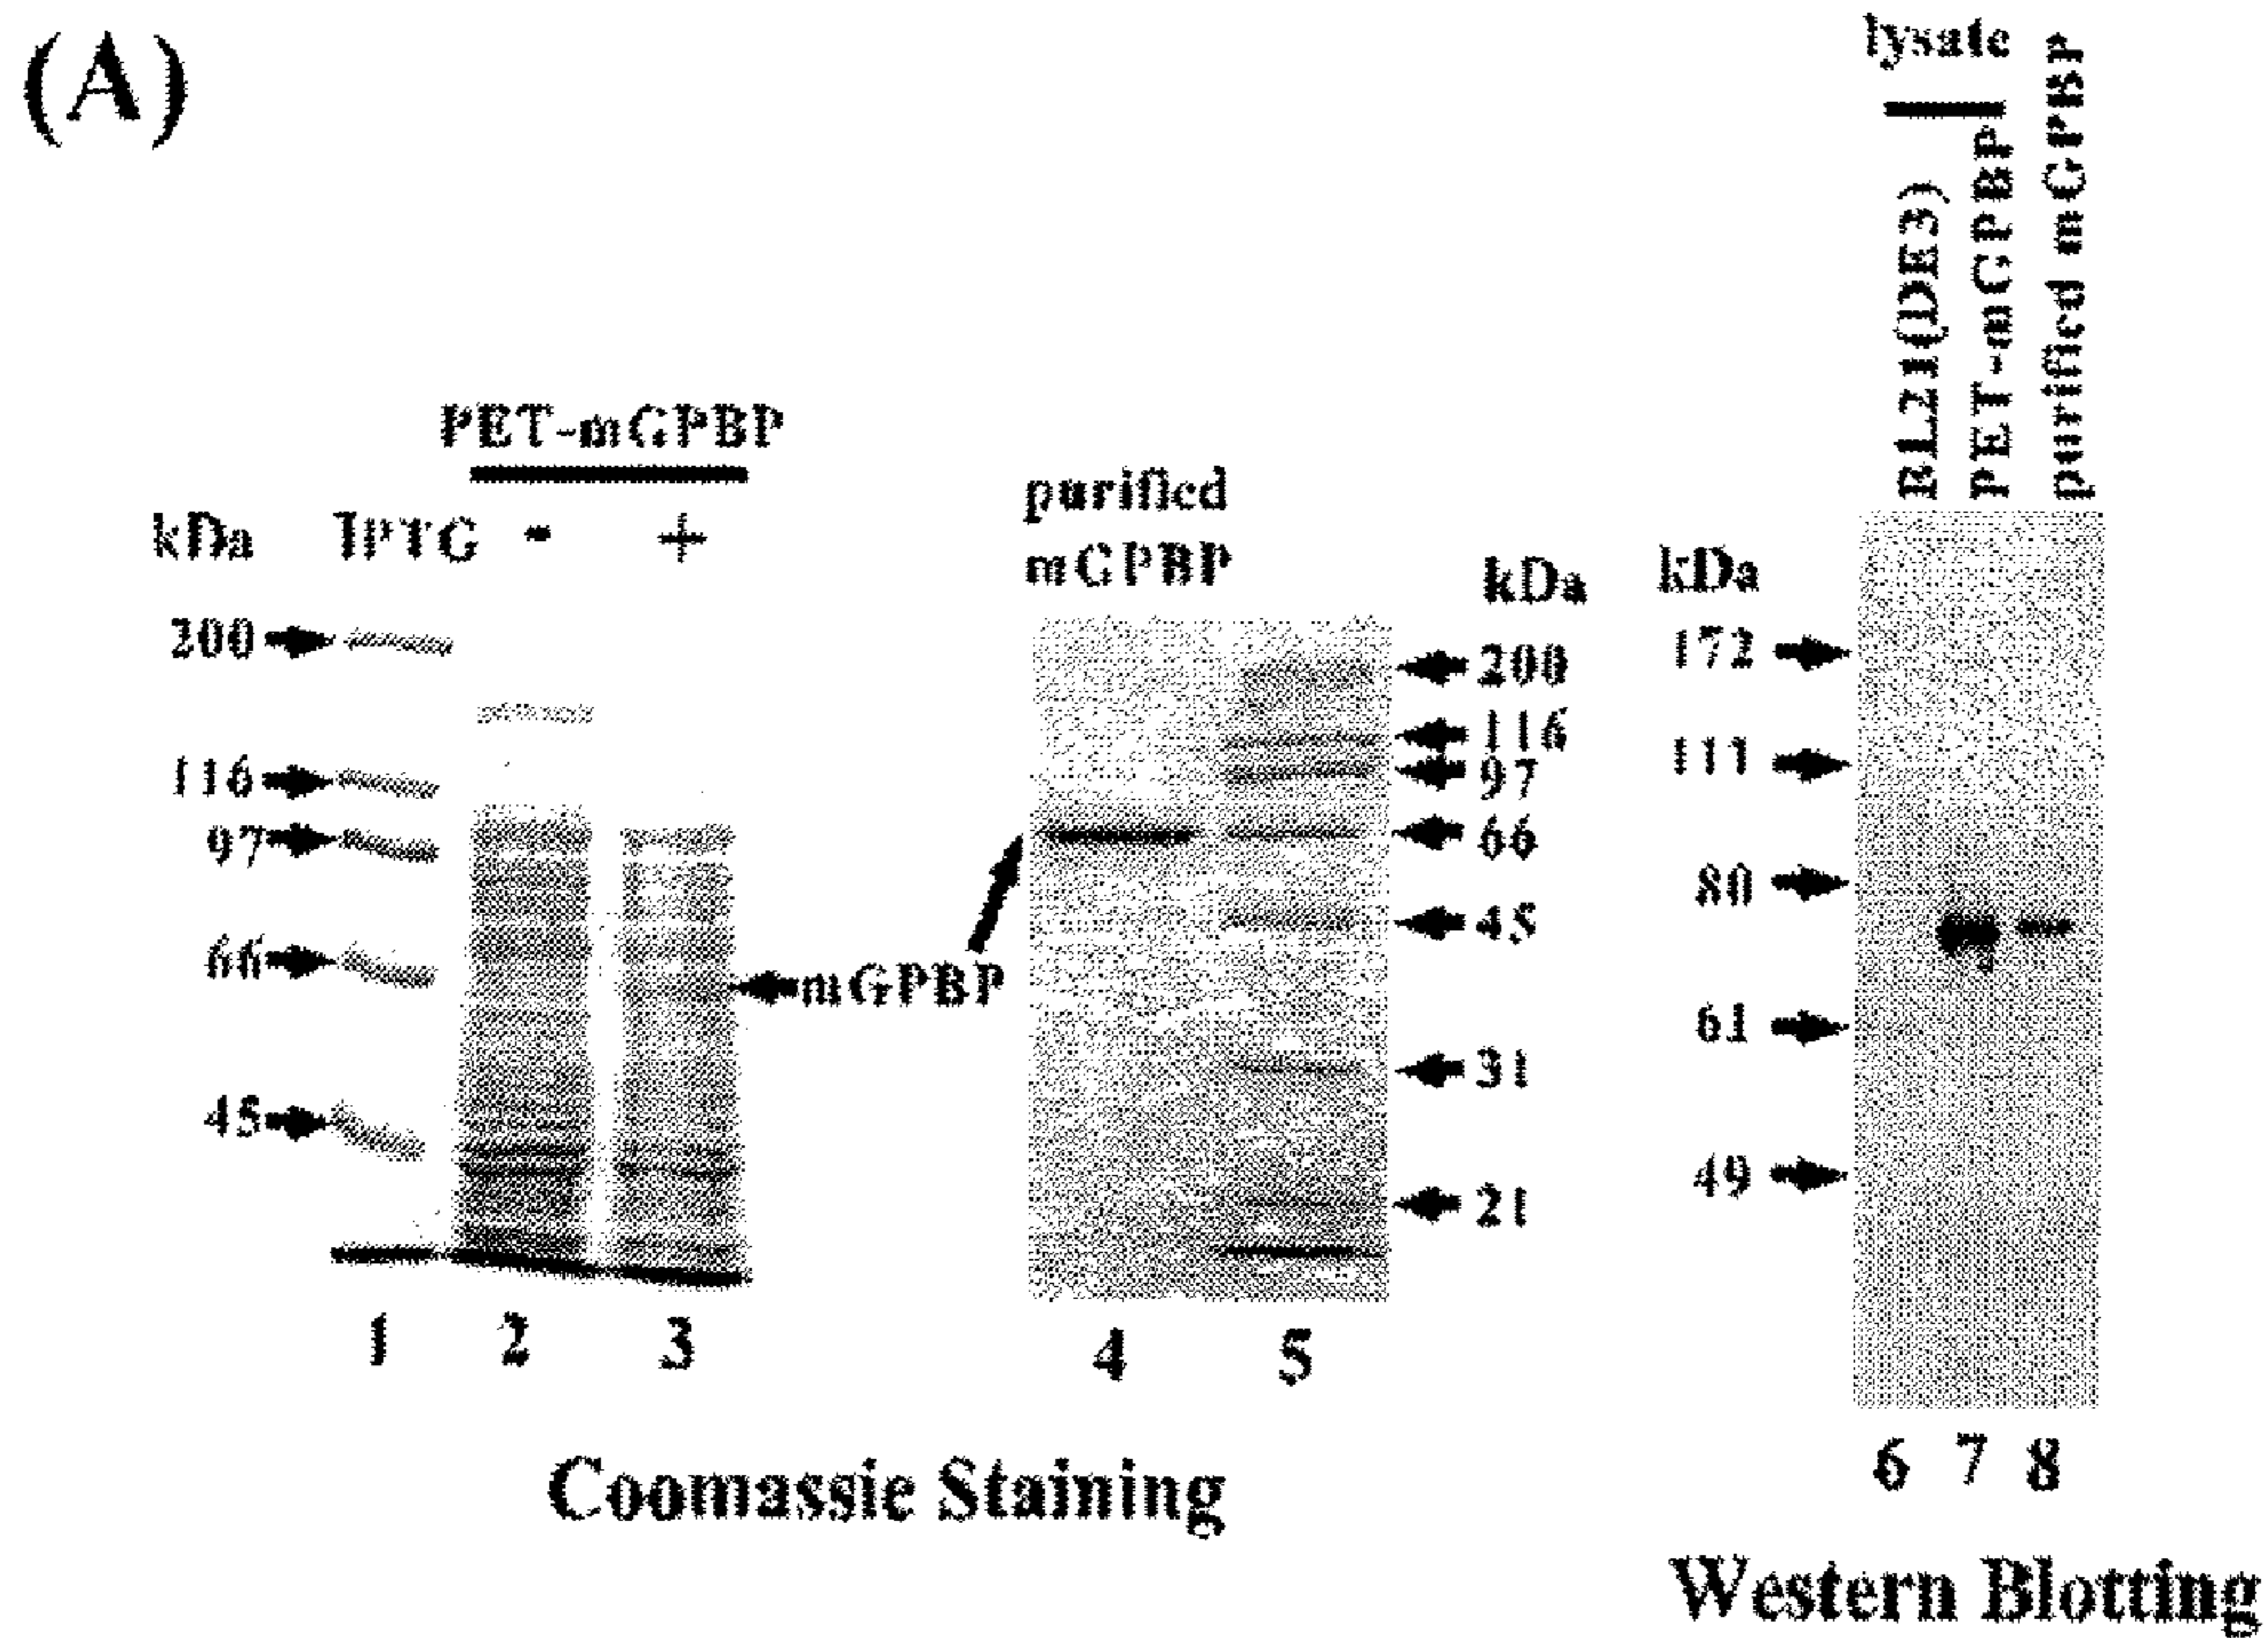 (A)
PET-mGPBP
kDa IPTG - +
200
116
97
66
45
mGPBP
1 2 3
purified
mGPBP
kDa
200
116
97
66
45
31
21
4 5
Coomassie Staining
lysate
BL21(DE3)
PET-mGPBP
purified mGPBP
kDa
172
111
80
61
49
6 7 8
Western Blotting